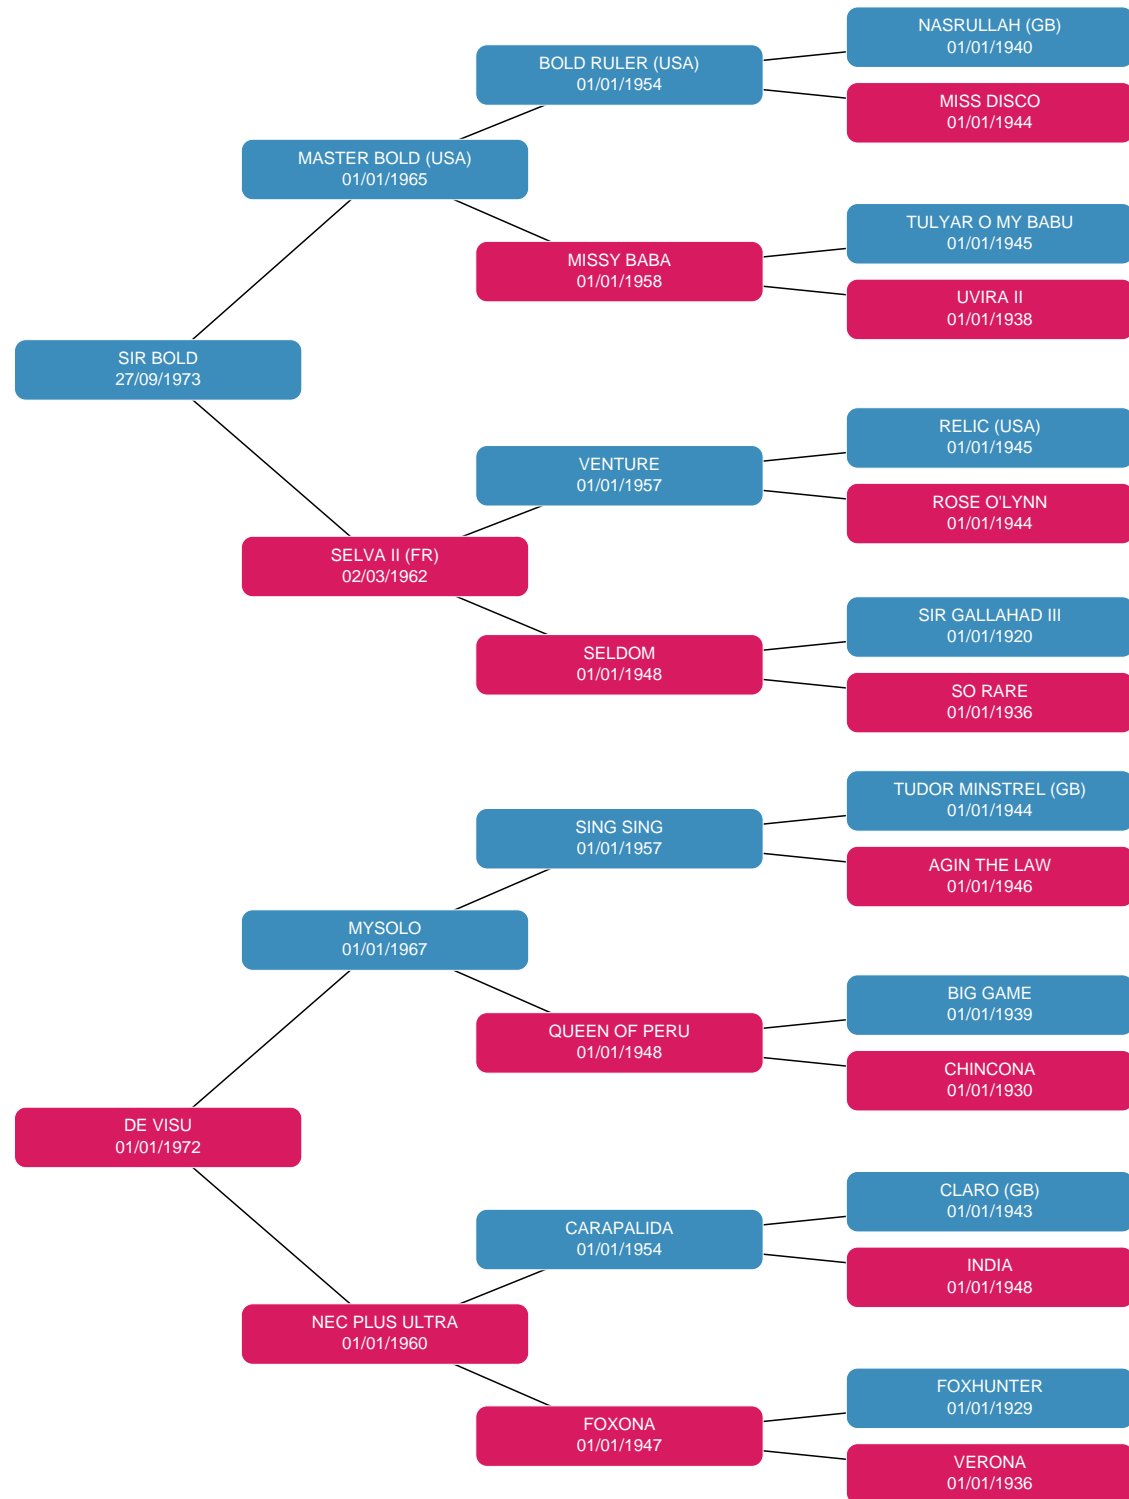 NASRULLAH (GB)
01/01/1940
BOLD RULER (USA)
01/01/1954
MISS DISCO
01/01/1944
MASTER BOLD (USA)
01/01/1965
TULYAR O MY BABU
01/01/1945
MISSY BABA
01/01/1958
UVIRA II
01/01/1938
SIR BOLD
27/09/1973
RELIC (USA)
01/01/1945
VENTURE
01/01/1957
ROSE O'LYNN
01/01/1944
SELVA II (FR)
02/03/1962
SIR GALLAHAD III
01/01/1920
SELDOM
01/01/1948
SO RARE
01/01/1936
TUDOR MINSTREL (GB)
01/01/1944
SING SING
01/01/1957
AGIN THE LAW
01/01/1946
MYSOLO
01/01/1967
BIG GAME
01/01/1939
QUEEN OF PERU
01/01/1948
CHINCONA
01/01/1930
DE VISU
01/01/1972
CLARO (GB)
01/01/1943
CARAPALIDA
01/01/1954
INDIA
01/01/1948
NEC PLUS ULTRA
01/01/1960
FOXHUNTER
01/01/1929
FOXONA
01/01/1947
VERONA
01/01/1936